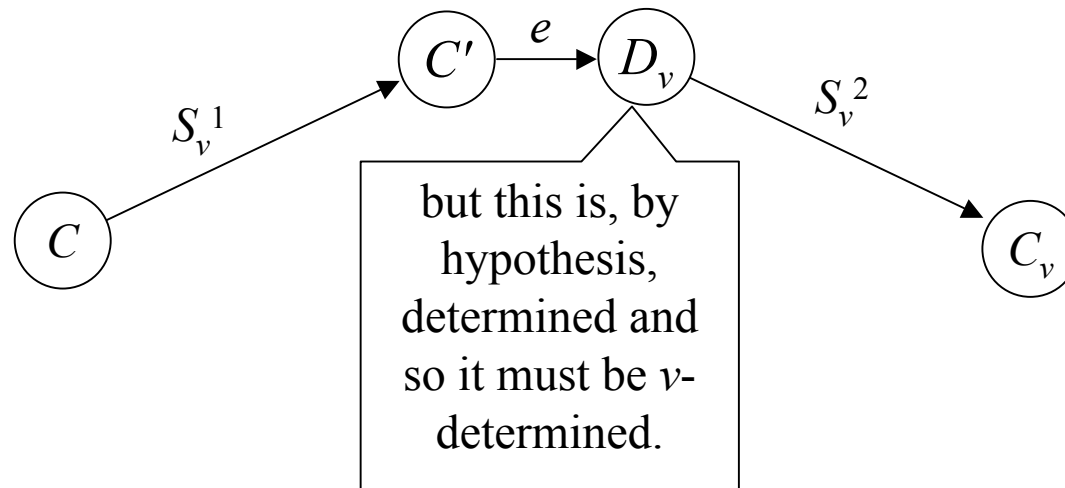 e
C′
D_v
S_v^1
S_v^2
C
C_v
but this is, by
hypothesis,
determined and
so it must be v-
determined.